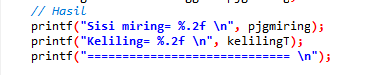 // Hasil
printf("Sisi miring= %.2f \n", pjgmiring);
printf("Keliling= %.2f \n", kelilingT);
printf("============================= \n");